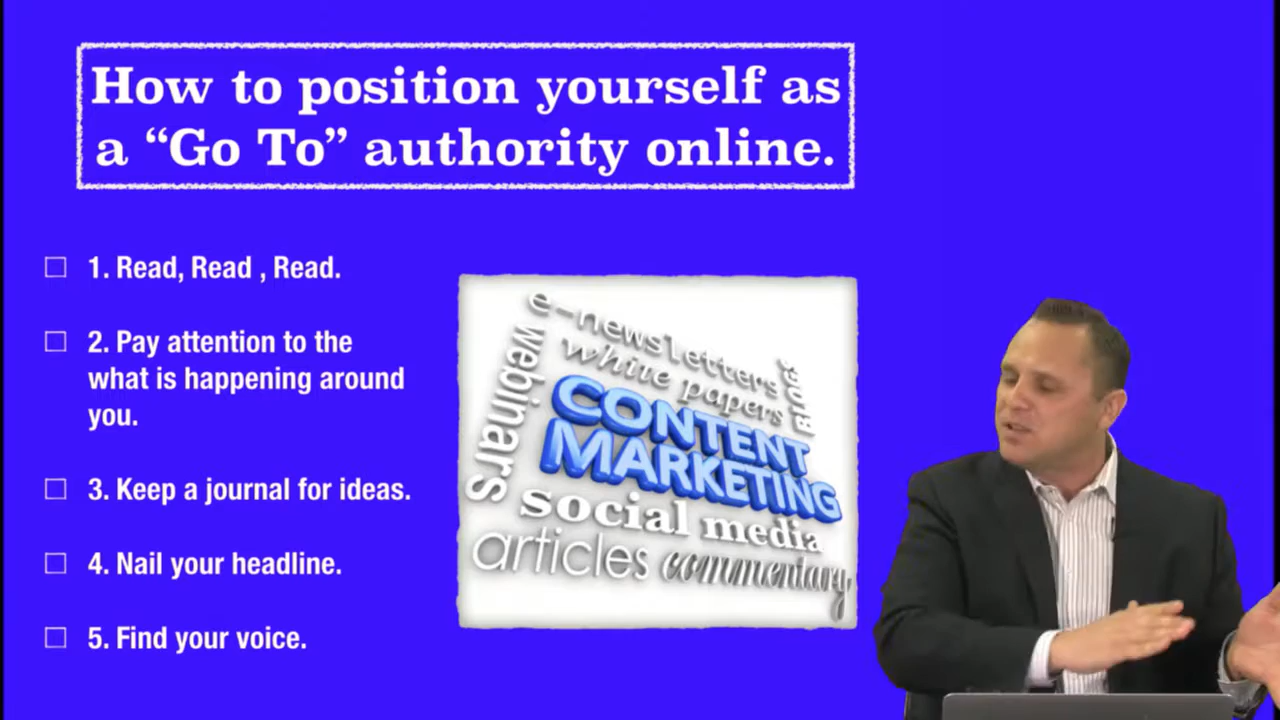 How to position yourself as
a “Go To” authority online.
1. Read, Read , Read.
2. Pay attention to the
what is happening around
you.
3. Keep a journal for ideas.
4. Nail your headline.
5. Find your voice.
e-newsletters
white papers
Blogs
webinars
CONTENT
MARKETING
social media
articles commentary